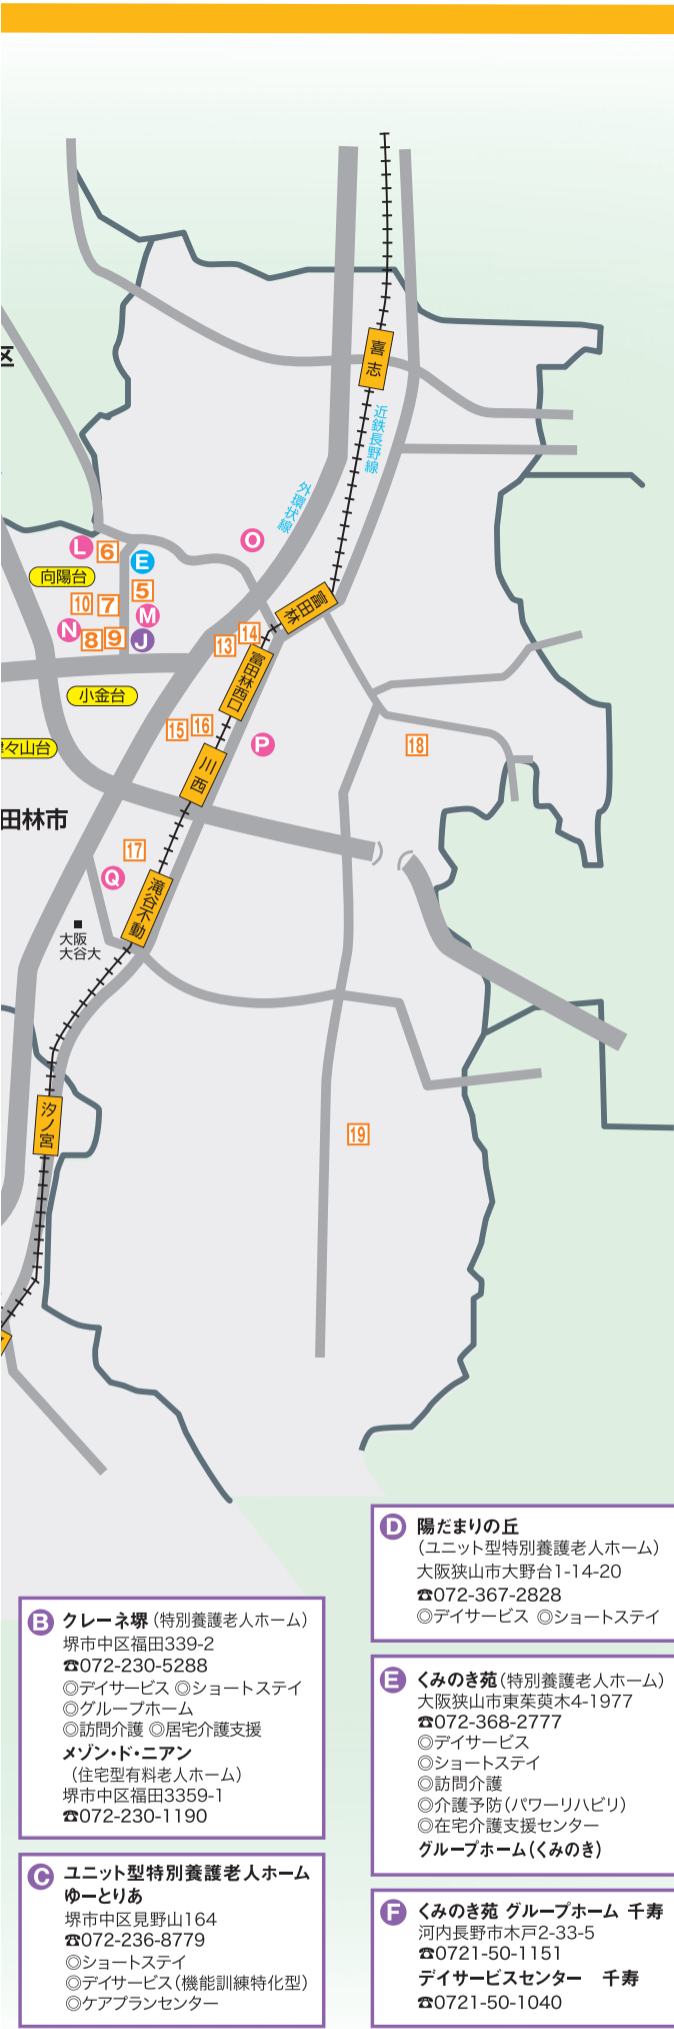 区
喜志
近鉄長野線
外環状線
O
L
6
E
向陽台
5
10
7
M
N
8
9
J
富田林
14
13
富田林西口
小金台
15
16
P
18
々山台
川西
田林市
17
Q
滝谷不動
大阪
大谷大
汐ノ宮
19
D 陽だまりの丘
(ユニット型特別養護老人ホーム)
大阪狭山市大野台1-14-20
☎072-367-2828
◎デイサービス ◎ショートステイ
B クレーネ堺(特別養護老人ホーム)
堺市中区福田339-2
☎072-230-5288
◎デイサービス ◎ショートステイ
◎グループホーム
◎訪問介護 ◎居宅介護支援
メゾン・ド・ニアン
(住宅型有料老人ホーム)
堺市中区福田3359-1
☎072-230-1190
E くみのき苑(特別養護老人ホーム)
大阪狭山市東茱萸木4-1977
☎072-368-2777
◎デイサービス
◎ショートステイ
◎訪問介護
◎介護予防(パワーリハビリ)
◎在宅介護支援センター
グループホーム(くみのき)
C ユニット型特別養護老人ホーム
ゆーとりあ
堺市中区見野山164
☎072-236-8779
◎ショートステイ
◎デイサービス(機能訓練特化型)
◎ケアプランセンター
F くみのき苑 グループホーム 千寿
河内長野市木戸2-33-5
☎0721-50-1151
デイサービスセンター 千寿
☎0721-50-1040